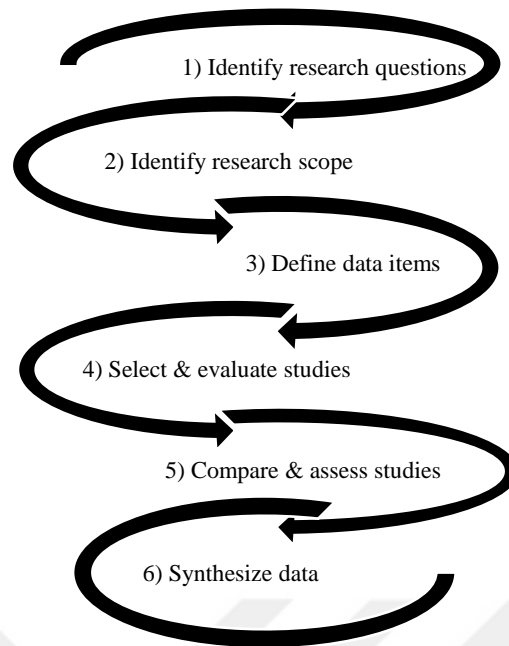 1) Identify research questions
2) Identify research scope
3) Define data items
4) Select & evaluate studies
5) Compare & assess studies
6) Synthesize data